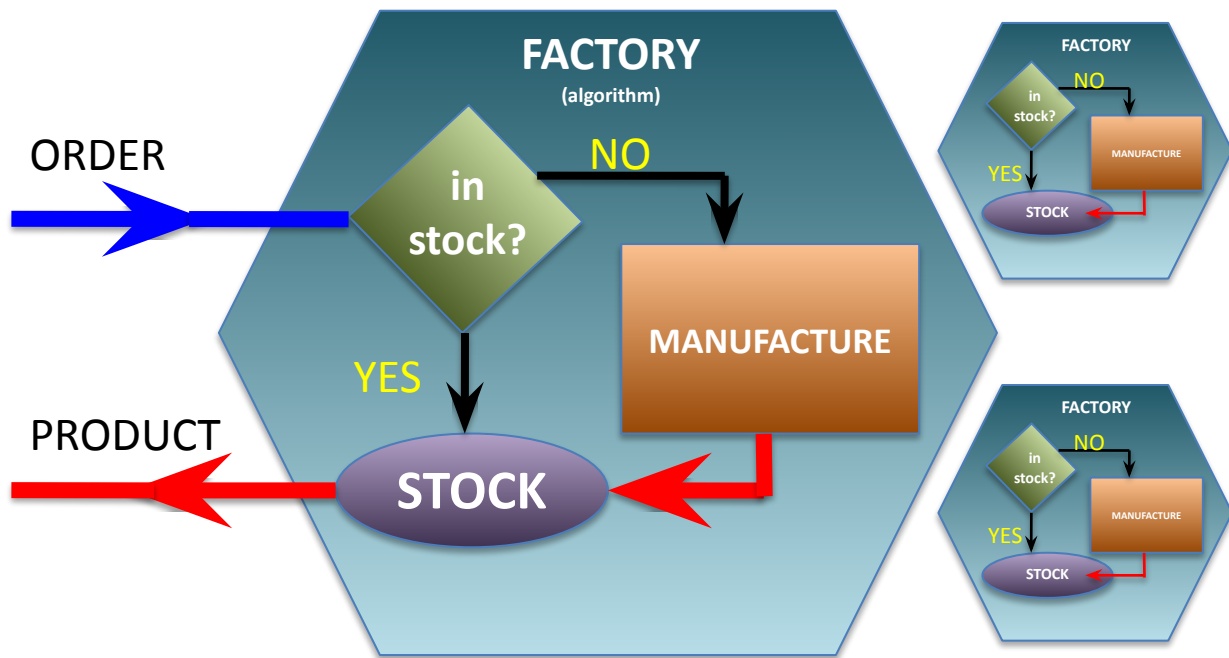 FACTORY
(algorithm)
ORDER
in
stock?
NO
MANUFACTURE
YES
PRODUCT
STOCK
FACTORY
NO
in
stock?
MANUFACTURE
YES
STOCK
FACTORY
NO
in
stock?
MANUFACTURE
YES
STOCK